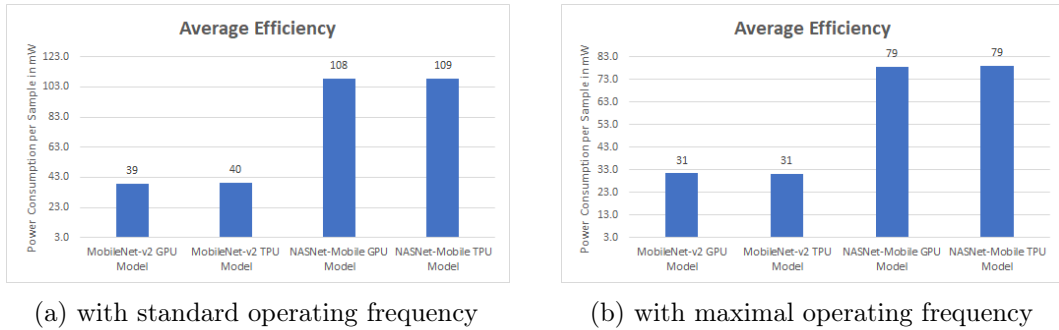 Average Efficiency
Power Consumption per Sample in mW
123.0
103.0
83.0
63.0
43.0
23.0
3.0
39
40
108
109
MobileNet-v2 GPU Model
MobileNet-v2 TPU Model
NASNet-Mobile GPU Model
NASNet-Mobile TPU Model
(a) with standard operating frequency
Average Efficiency
Power Consumption per Sample in mW
83.0
73.0
63.0
53.0
43.0
33.0
23.0
13.0
3.0
31
31
79
79
MobileNet-v2 GPU Model
MobileNet-v2 TPU Model
NASNet-Mobile GPU Model
NASNet-Mobile TPU Model
(b) with maximal operating frequency